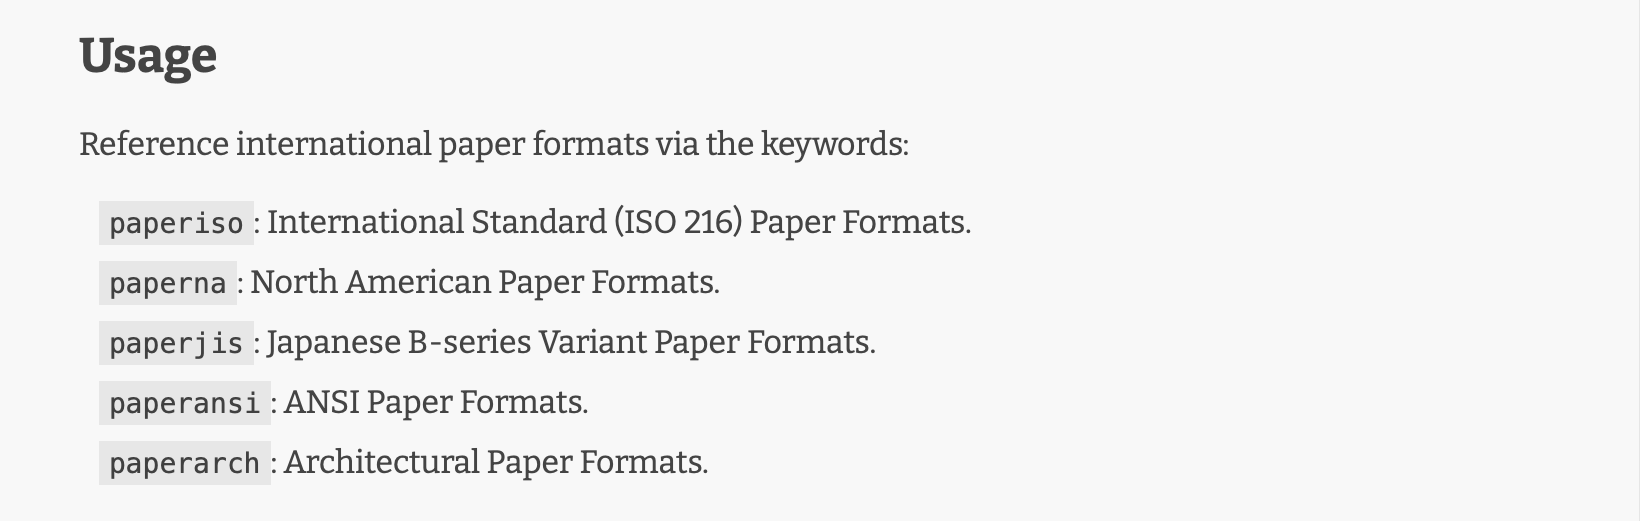 Usage
Reference international paper formats via the keywords:
paperiso : International Standard (ISO 216) Paper Formats.
paperna : North American Paper Formats.
paperjis : Japanese B-series Variant Paper Formats.
paperansi : ANSI Paper Formats.
paperarch : Architectural Paper Formats.